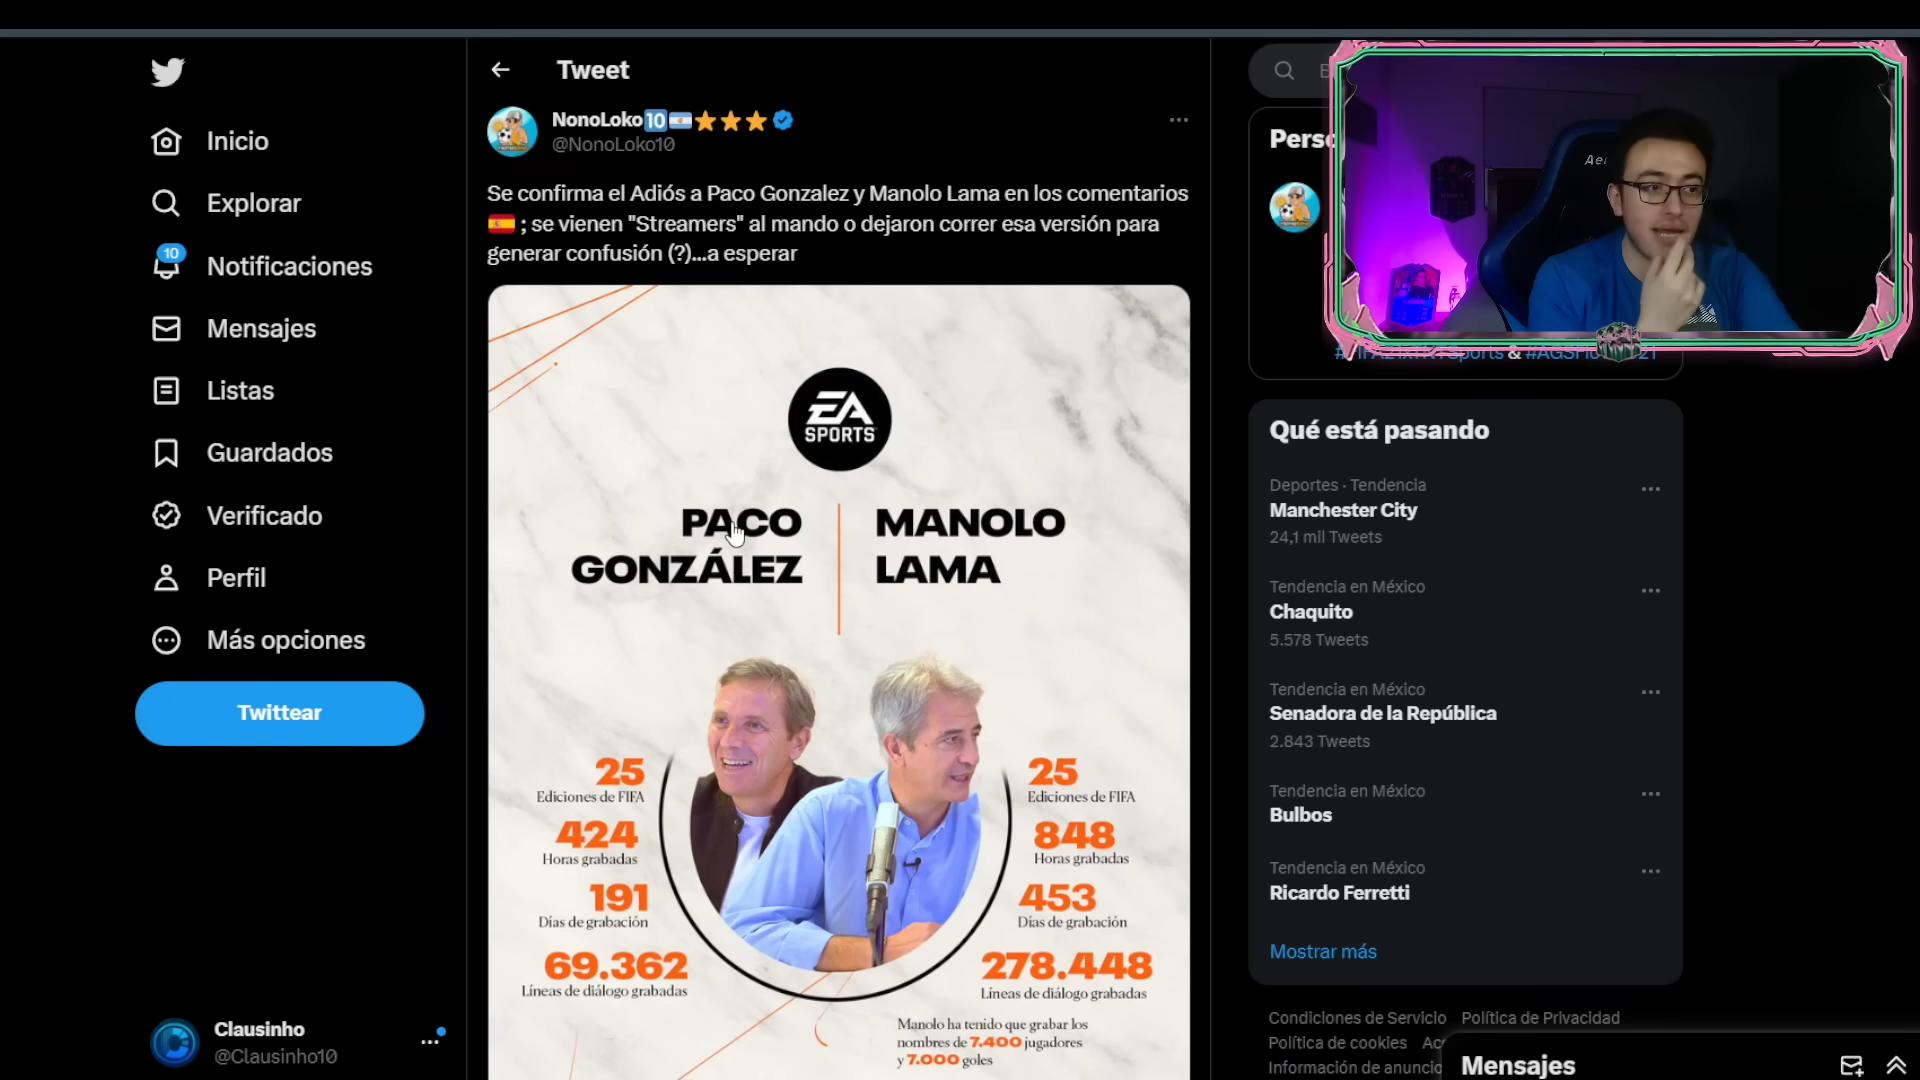 Inicio
Explorar
10
Notificaciones
Mensajes
Listas
Guardados
Verificado
Perfil
Más opciones
Twittear
Clausinho
@Clausinho10
Tweet
NonoLoko🔟🇦🇷⭐⭐⭐
@NonoLoko10
Se confirma el Adiós a Paco Gonzalez y Manolo Lama en los comentarios
🇪🇸 ; se vienen "Streamers" al mando o dejaron correr esa versión para
generar confusión (?)...a esperar
EA
SPORTS
PACO
GONZÁLEZ
MANOLO
LAMA
25
Ediciones de FIFA
424
Horas grabadas
191
Días de grabación
69.362
Líneas de diálogo grabadas
25
Ediciones de FIFA
848
Horas grabadas
453
Días de grabación
278.448
Líneas de diálogo grabadas
Manolo ha tenido que grabar los
nombres de 7.400 jugadores
y 7.000 goles
Qué está pasando
Deportes · Tendencia
Manchester City
24,1 mil Tweets
Tendencia en México
Chaquito
5.578 Tweets
Tendencia en México
Senadora de la República
2.843 Tweets
Tendencia en México
Bulbos
Tendencia en México
Ricardo Ferretti
Mostrar más
Condiciones de Servicio Política de Privacidad
Política de cookies
Información de
Mensajes